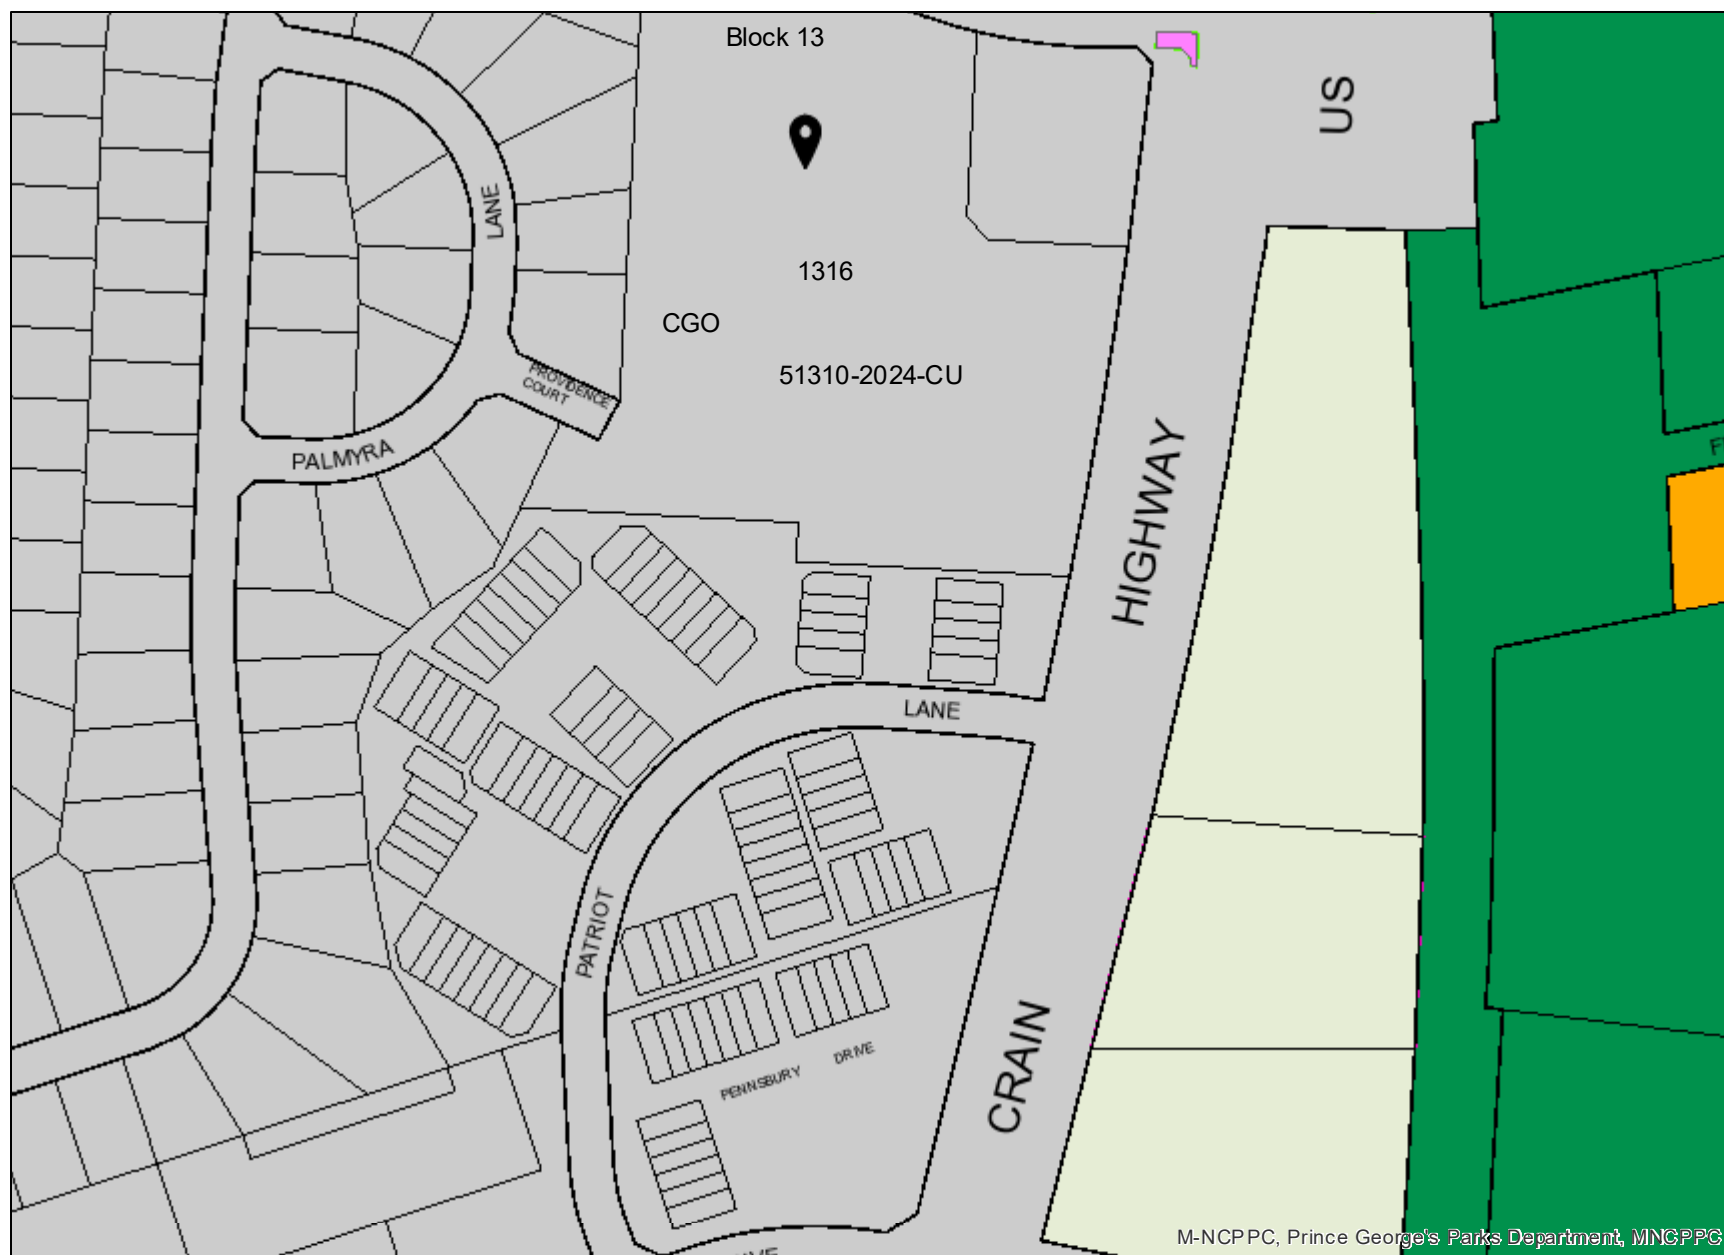 Block 13
US
LANE
1316
CGO
51310-2024-CU
PROVIDENCE
COURT
PALMYRA
HIGHWAY
LANE
PATRIOT
CRAIN
PENNSBURY DRIVE
M-NCPPC, Prince George's Parks Department, MNCPPC